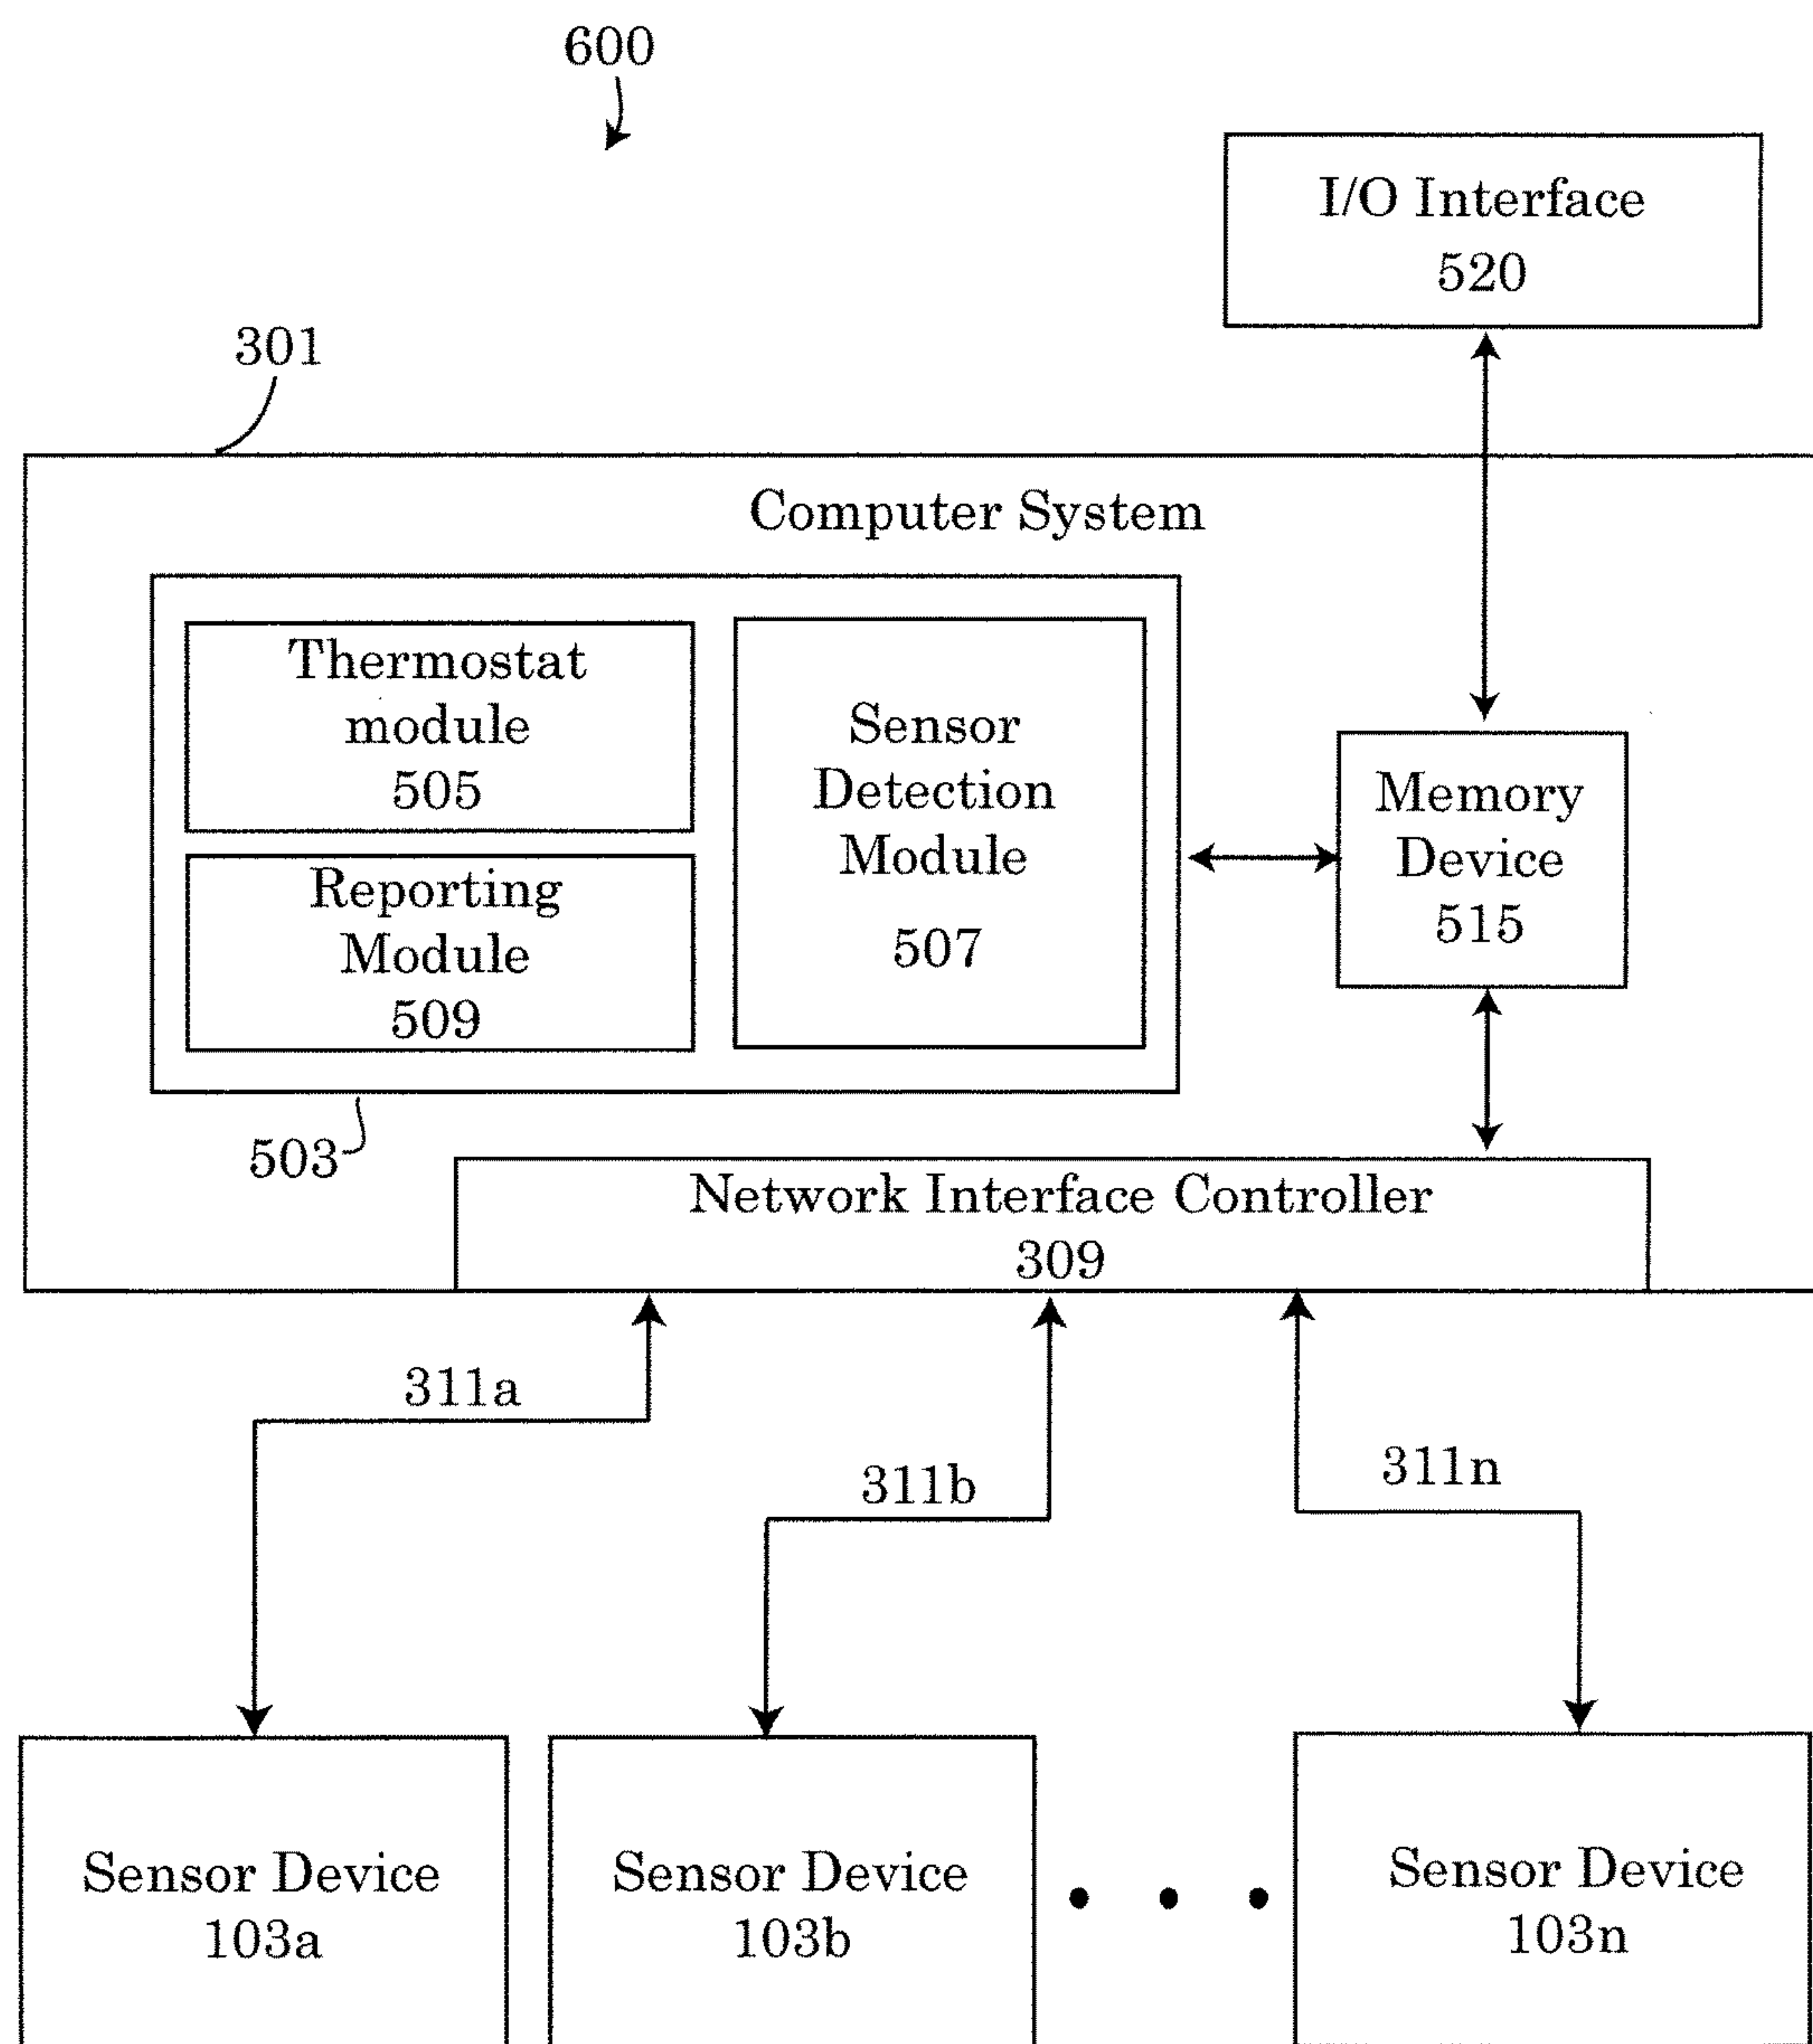 600
I/O Interface
520
301
Computer System
Thermostat
module
505
Sensor
Detection
Module
507
Reporting
Module
509
Memory
Device
515
503
Network Interface Controller
309
311a
311b
311n
Sensor Device
103a
Sensor Device
103b
Sensor Device
103n